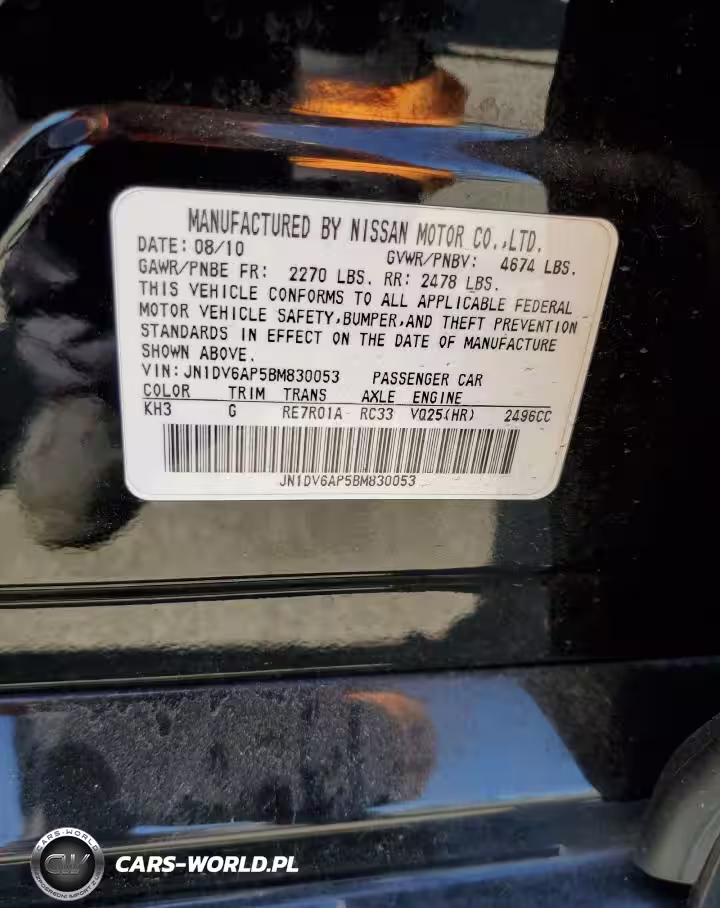 MANUFACTURED BY NISSAN MOTOR CO.,LTD.
DATE: 08/10 GVWR/PNBV: 4674 LBS.
GAWR/PNBE FR: 2270 LBS. RR: 2478 LBS.
THIS VEHICLE CONFORMS TO ALL APPLICABLE FEDERAL
MOTOR VEHICLE SAFETY,BUMPER,AND THEFT PREVENTION
STANDARDS IN EFFECT ON THE DATE OF MANUFACTURE
SHOWN ABOVE.
VIN: JN1DV6AP5BM830053 PASSENGER CAR
COLOR TRIM TRANS AXLE ENGINE
KH3 G RE7R01A RC33 VQ25(HR) 2496CC
JN1DV6AP5BM830053
CARS-WORLD
CW
CARS-WORLD.PL